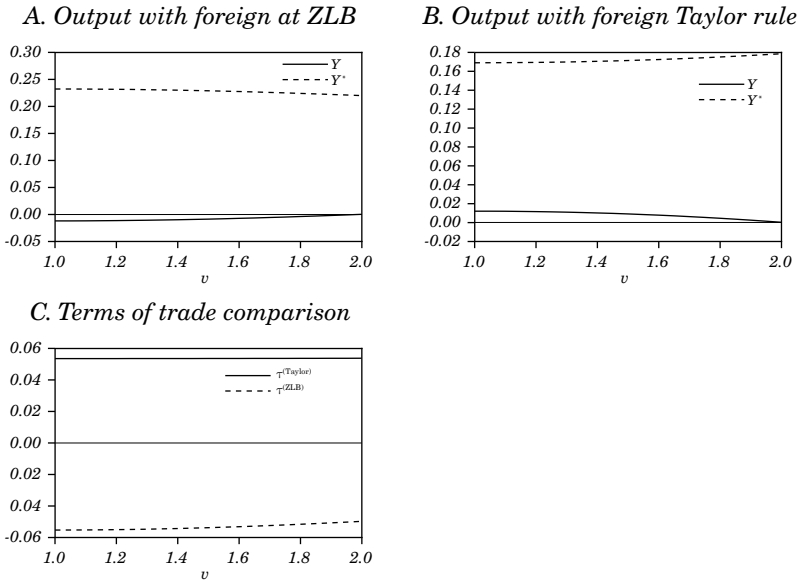 A. Output with foreign at ZLB
0.30
0.25
0.20
0.15
0.10
0.05
0.00
-0.05
1.0 1.2 1.4 1.6 1.8 2.0
v
Y
Y*
B. Output with foreign Taylor rule
0.18
0.16
0.14
0.12
0.10
0.08
0.06
0.04
0.02
0.00
-0.02
1.0 1.2 1.4 1.6 1.8 2.0
v
Y
Y*
C. Terms of trade comparison
0.06
0.04
0.02
0.00
0.02
0.04
-0.06
1.0 1.2 1.4 1.6 1.8 2.0
v
τ(Taylor)
τ(ZLB)